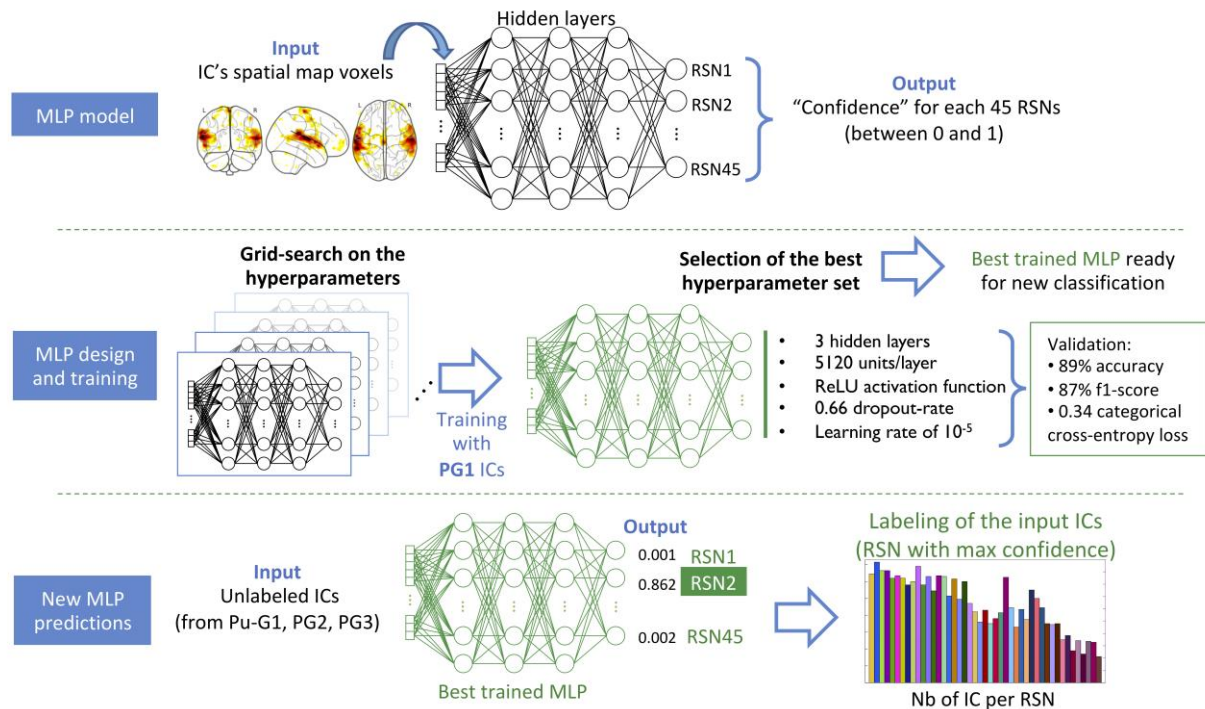 Hidden layers
Input
IC's spatial map voxels
L
R
L
R
MLP model
RSN1
RSN2
RSN45
Output
"Confidence" for each 45 RSNs
(between 0 and 1)
Grid-search on the
hyperparameters
MLP design
and training
Training
with
PG1 ICs
Selection of the best
hyperparameter set
Best trained MLP ready
for new classification
• 3 hidden layers
• 5120 units/layer
• ReLU activation function
• 0.66 dropout-rate
• Learning rate of 10⁻⁵
Validation:
• 89% accuracy
• 87% f1-score
• 0.34 categorical
cross-entropy loss
New MLP
predictions
Input
Unlabeled ICs
(from Pu-G1, PG2, PG3)
Output
0.001 RSN1
0.862 RSN2
0.002 RSN45
Best trained MLP
Labeling of the input ICs
(RSN with max confidence)
Nb of IC per RSN